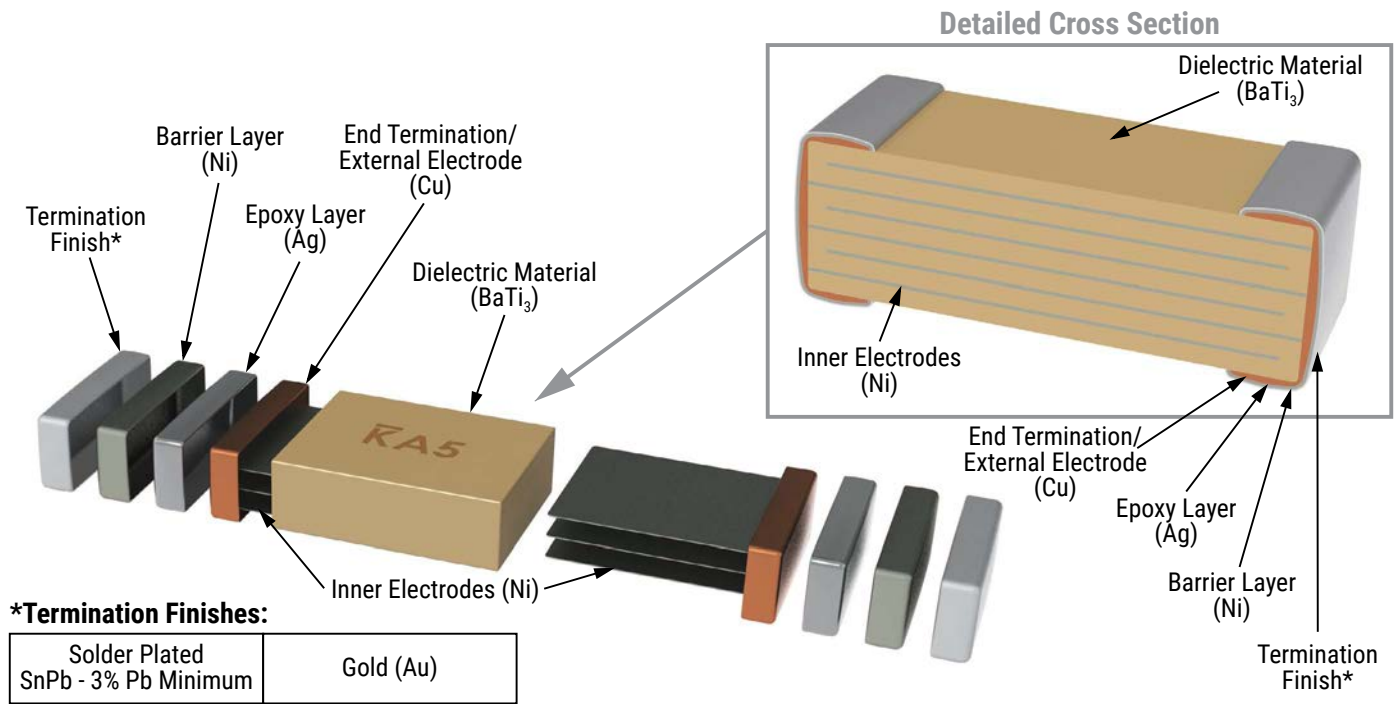 Detailed Cross Section
Dielectric Material
(BaTi₃)
Inner Electrodes
(Ni)
End Termination/
External Electrode
(Cu)
Epoxy Layer
(Ag)
Barrier Layer
(Ni)
Termination
Finish*
Termination
Finish*
Barrier Layer
(Ni)
Epoxy Layer
(Ag)
End Termination/
External Electrode
(Cu)
Dielectric Material
(BaTi₃)
KA5
Inner Electrodes (Ni)
*Termination Finishes:
Solder Plated
SnPb - 3% Pb Minimum
Gold (Au)